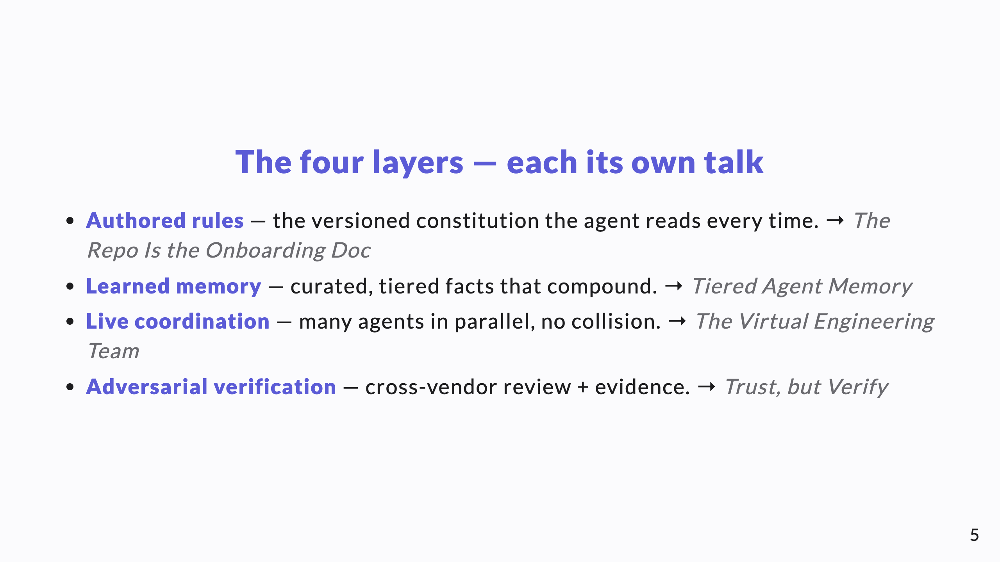 The four layers — each its own talk
• Authored rules — the versioned constitution the agent reads every time. → The
Repo Is the Onboarding Doc
• Learned memory — curated, tiered facts that compound. → Tiered Agent Memory
• Live coordination — many agents in parallel, no collision. → The Virtual Engineering
Team
• Adversarial verification — cross-vendor review + evidence. → Trust, but Verify
5